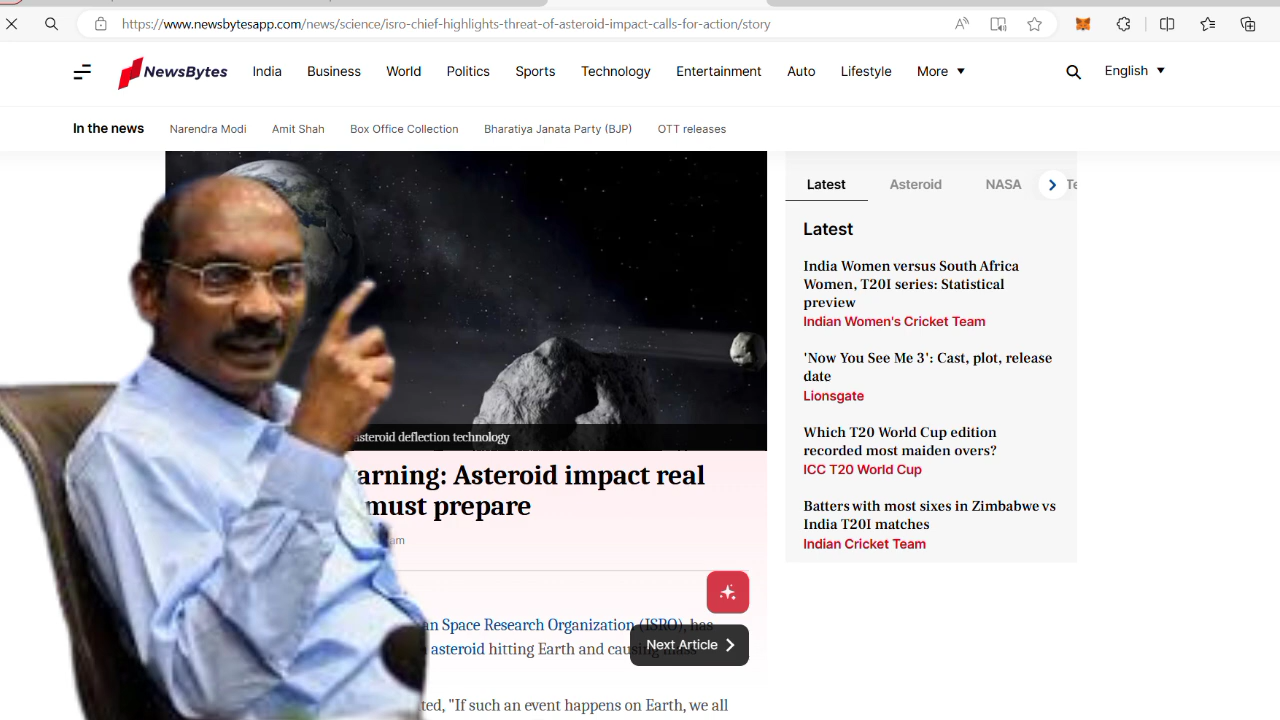 https://www.newsbytesapp.com/news/science/isro-chief-highlights-threat-of-asteroid-impact-calls-for-action/story
NewsBytes India Business World Politics Sports Technology Entertainment Auto Lifestyle More English
In the news Narendra Modi Amit Shah Box Office Collection Bharatiya Janata Party (BJP) OTT releases
asteroid deflection technology
arning: Asteroid impact real
must prepare
am
an Space Research Organization (ISRO), has
asteroid hitting Earth and causing mass
Next Article
ted, "If such an event happens on Earth, we all
Latest Asteroid NASA Te
Latest
India Women versus South Africa
Women, T20I series: Statistical
preview
Indian Women's Cricket Team
'Now You See Me 3': Cast, plot, release
date
Lionsgate
Which T20 World Cup edition
recorded most maiden overs?
ICC T20 World Cup
Batters with most sixes in Zimbabwe vs
India T20I matches
Indian Cricket Team